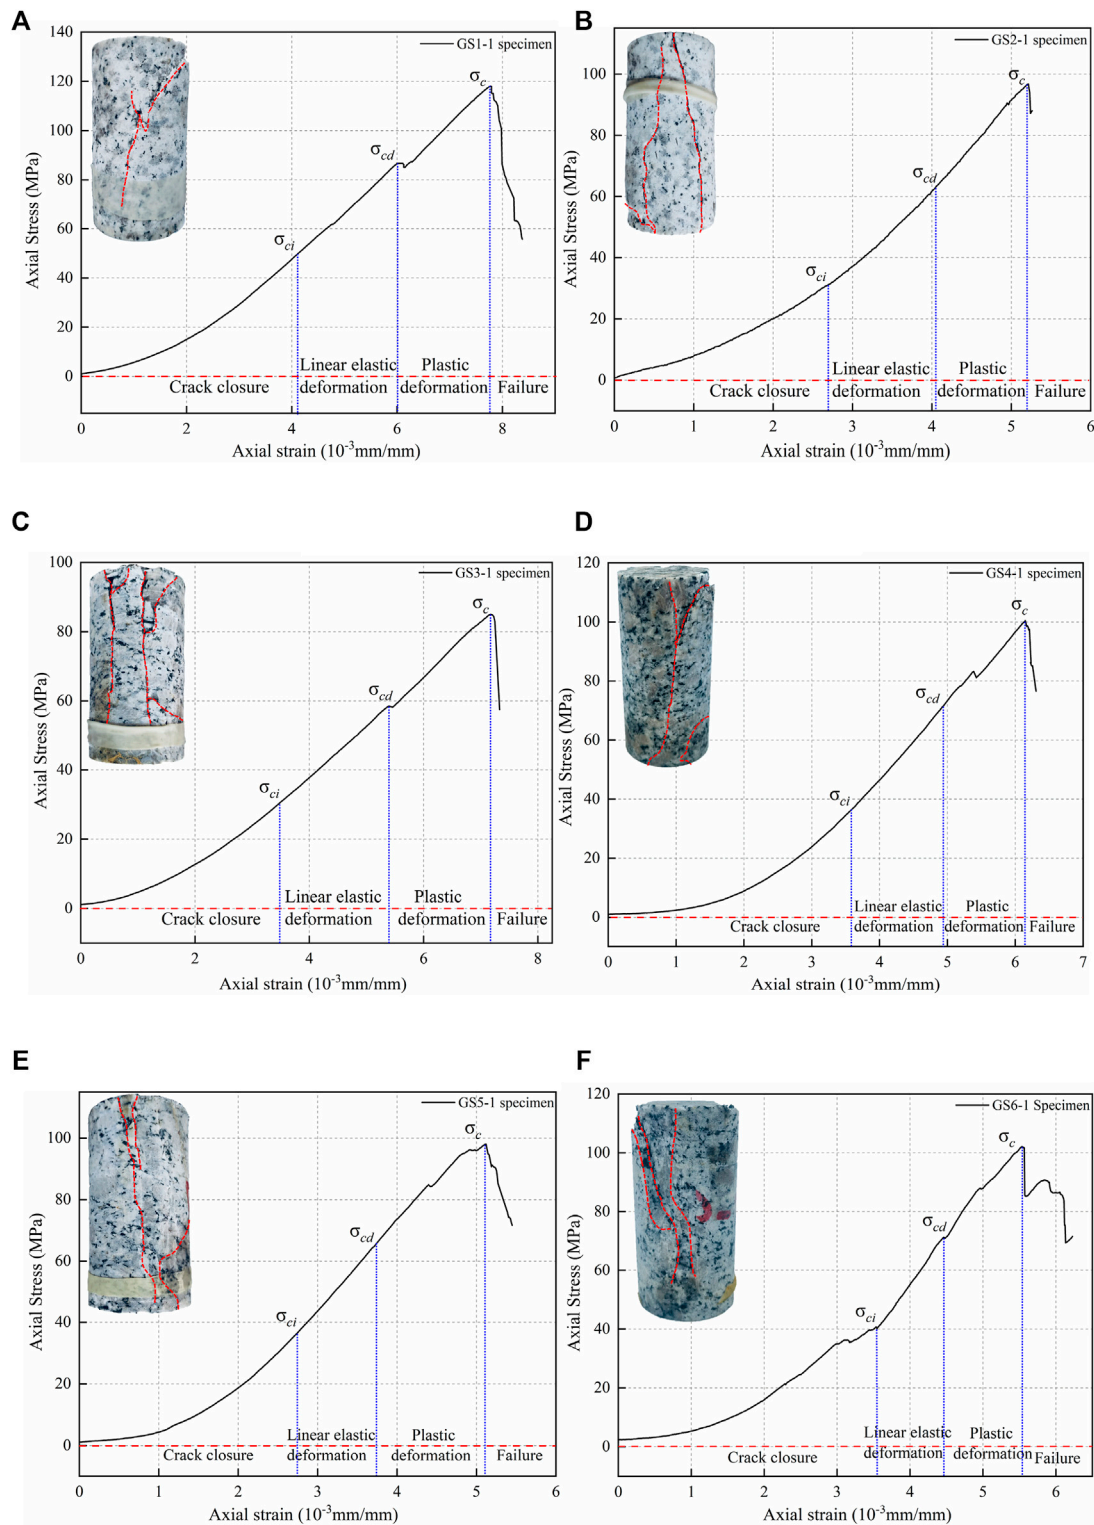 A
GS1-1 specimen
140
120
100
80
60
40
20
0
Axial Stress (MPa)
σc
σcd
σci
Crack closure
Linear elastic
deformation
Plastic
deformation
Failure
0 2 4 6 8
Axial strain (10-3mm/mm)
B
GS2-1 specimen
100
80
60
40
20
0
Axial Stress (MPa)
σc
σcd
σci
Crack closure
Linear elastic
deformation
Plastic
deformation
Failure
0 1 2 3 4 5 6
Axial strain (10-3mm/mm)
C
GS3-1 specimen
100
80
60
40
20
0
Axial Stress (MPa)
σc
σcd
σci
Crack closure
Linear elastic
deformation
Plastic
deformation
Failure
0 2 4 6 8
Axial strain (10-3mm/mm)
D
GS4-1 specimen
120
100
80
60
40
20
0
Axial Stress (MPa)
σc
σcd
σci
Crack closure
Linear elastic
deformation
Plastic
deformation
Failure
0 1 2 3 4 5 6 7
Axial strain (10-3mm/mm)
E
GS5-1 specimen
100
80
60
40
20
0
Axial Stress (MPa)
σc
σcd
σci
Crack closure
Linear elastic
deformation
Plastic
deformation
Failure
0 1 2 3 4 5 6
Axial strain (10-3mm/mm)
F
GS6-1 Specimen
120
100
80
60
40
20
0
Axial Stress (MPa)
σc
σcd
σci
Crack closure
Linear elastic
deformation
Plastic
deformation
Failure
0 1 2 3 4 5 6
Axial strain (10-3mm/mm)